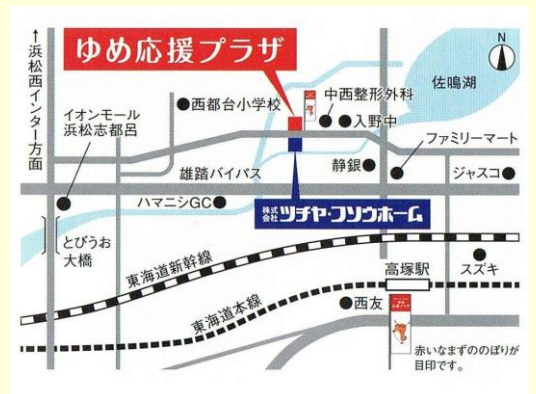 ↑浜松西インター方面
ゆめ応援プラザ
N
佐鳴湖
イオンモール
浜松志都呂
西都台小学校
中西整形外科
入野中
ファミリーマート
雄踏バイパス
静銀
ジャスコ
ハマニシGC
株式会社ツチヤ・フソウホーム
とびうお
大橋
東海道新幹線
高塚駅
スズキ
東海道本線
西友
赤いなまずののぼりが
目印です。